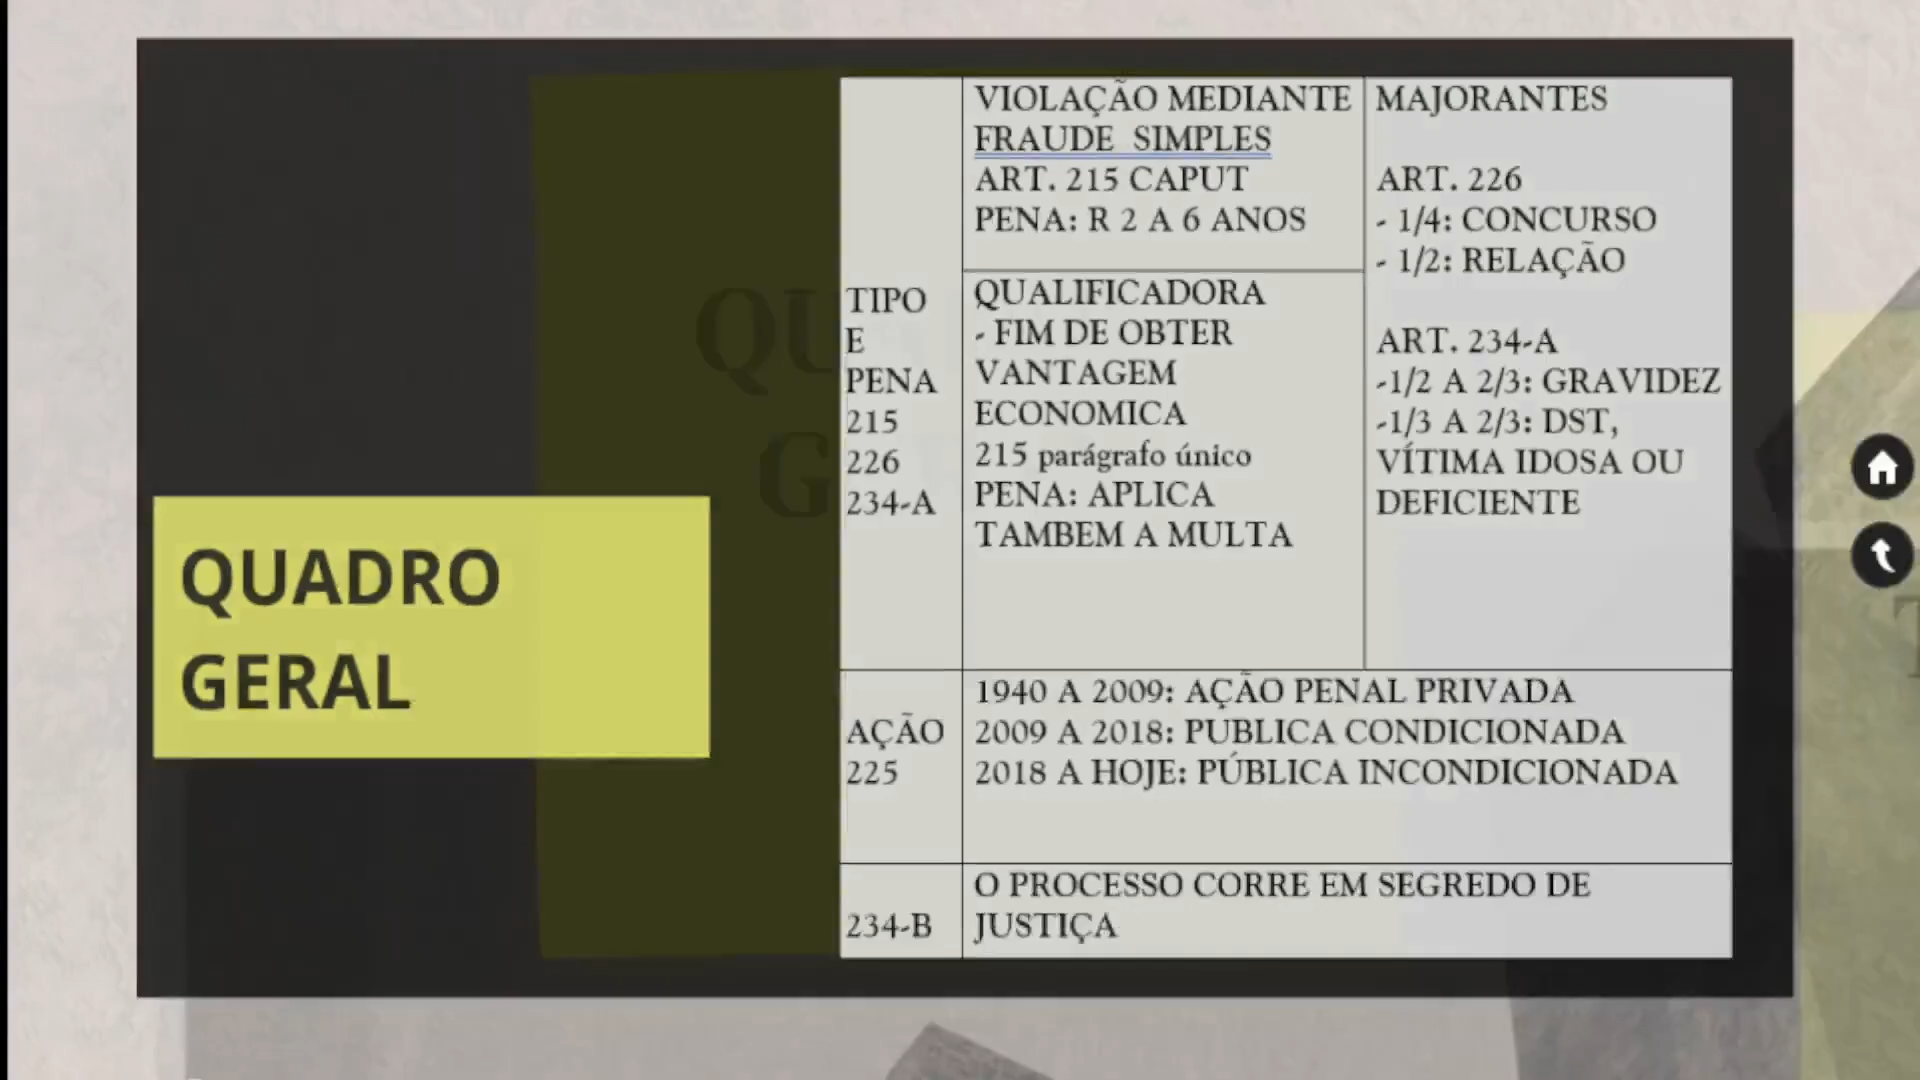 QUADRO
GERAL
TIPO
E
PENA
215
226
234-A
VIOLAÇÃO MEDIANTE
FRAUDE SIMPLES
ART. 215 CAPUT
PENA: R 2 A 6 ANOS
QUALIFICADORA
- FIM DE OBTER
VANTAGEM
ECONOMICA
215 parágrafo único
PENA: APLICA
TAMBEM A MULTA
MAJORANTES
ART. 226
- 1/4: CONCURSO
- 1/2: RELAÇÃO
ART. 234-A
-1/2 A 2/3: GRAVIDEZ
-1/3 A 2/3: DST,
VÍTIMA IDOSA OU
DEFICIENTE
AÇÃO
225
1940 A 2009: AÇÃO PENAL PRIVADA
2009 A 2018: PUBLICA CONDICIONADA
2018 A HOJE: PÚBLICA INCONDICIONADA
234-B
O PROCESSO CORRE EM SEGREDO DE
JUSTIÇA